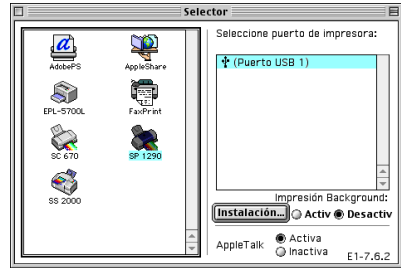 Selector
Seleccione puerto de impresora:
AdobePS
AppleShare
(Puerto USB 1)
EPL-5700L
FaxPrint
SC 670
SP 1290
SS 2000
Impresión Background:
Instalación...
Activ
Desactiv
AppleTalk
Activa
Inactiva
E1-7.6.2